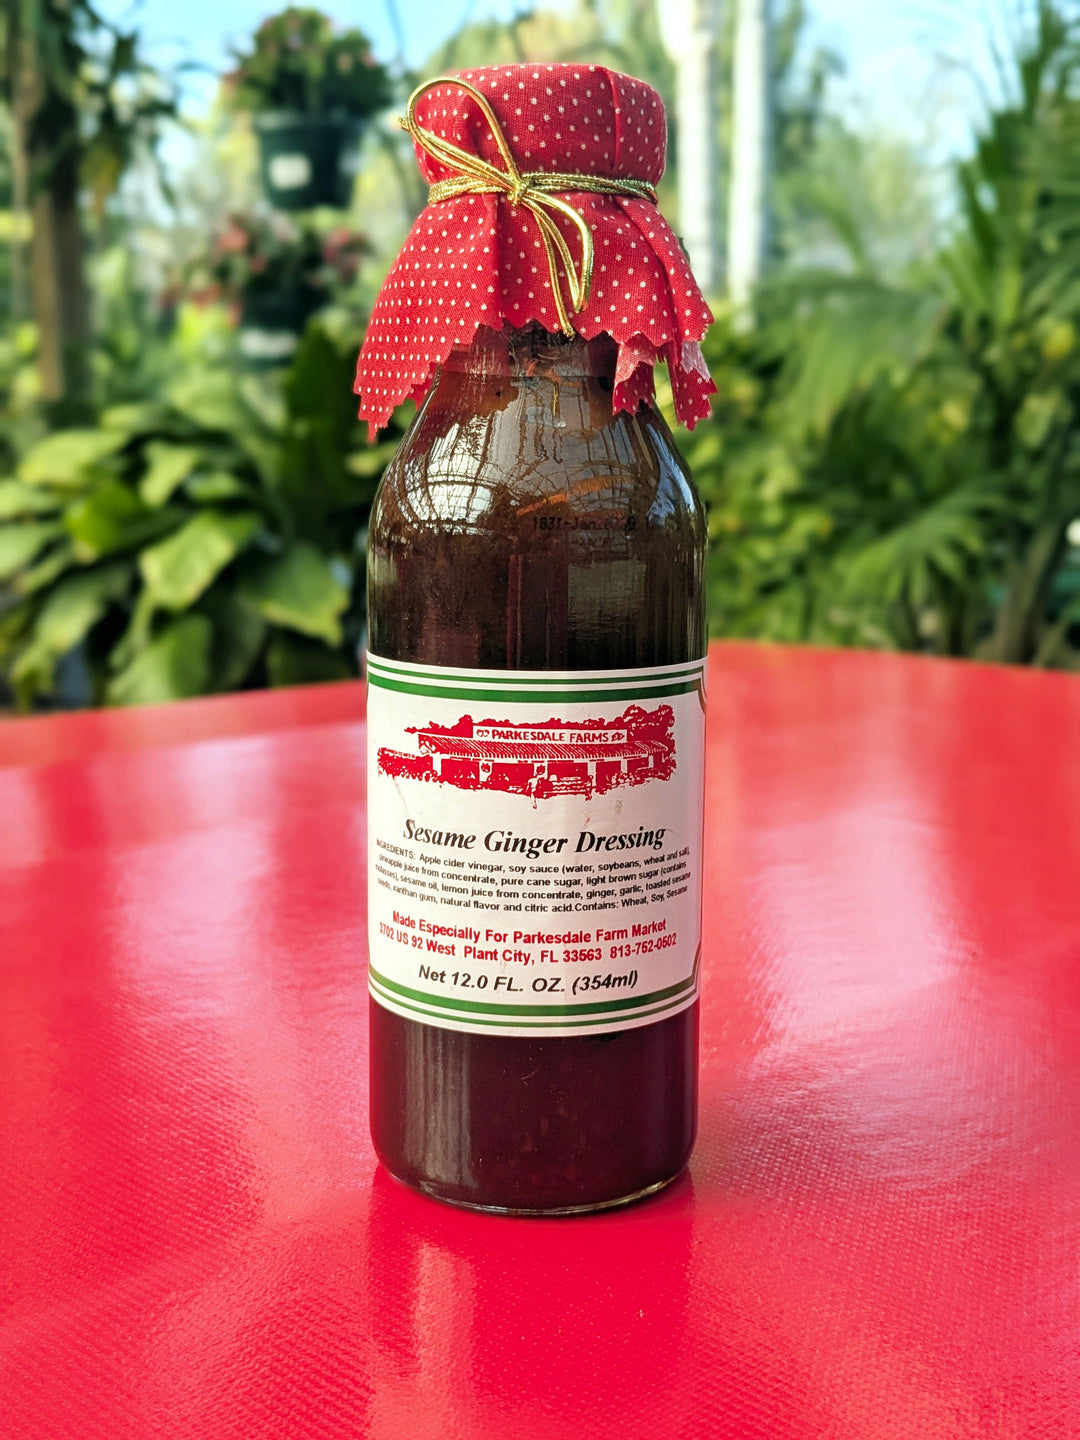 1831-Jan
PARKESDALE FARMS
Sesame Ginger Dressing
INGREDIENTS: Apple cider vinegar, soy sauce (water, soybeans, wheat and salt),
pineapple juice from concentrate, pure cane sugar, light brown sugar (contains
molasses), sesame oil, lemon juice from concentrate, ginger, garlic, toasted sesame
seeds, xanthan gum, natural flavor and citric acid.Contains: Wheat, Soy, Sesame
Made Especially For Parkesdale Farm Market
3702 US 92 West Plant City, FL 33563 813-752-0502
Net 12.0 FL. OZ. (354ml)